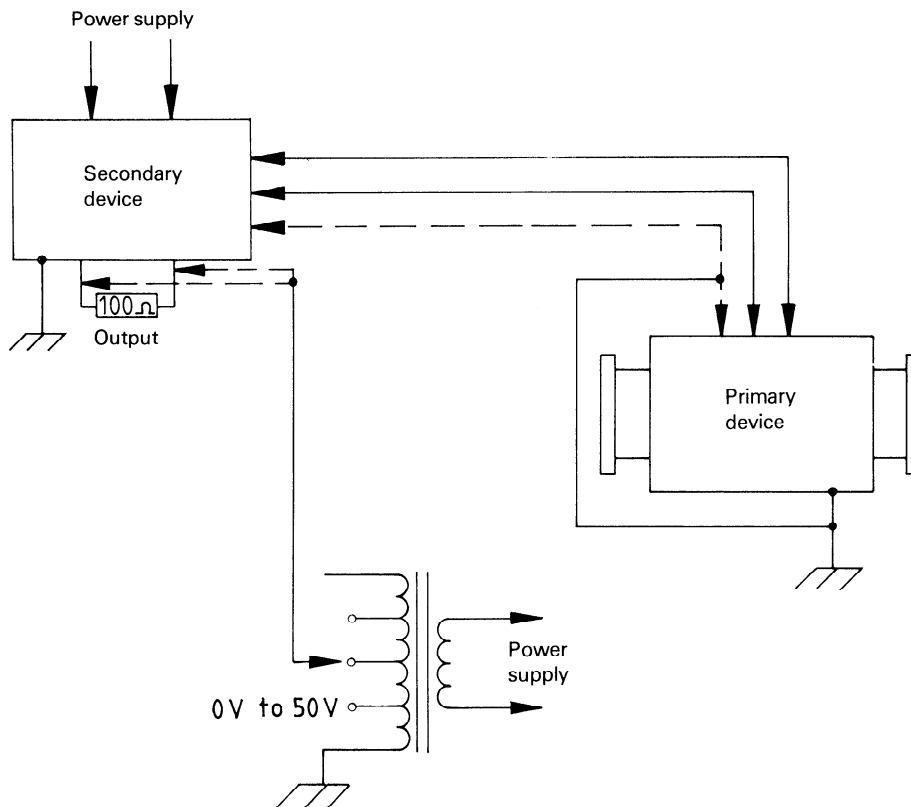 Power supply
Secondary
device
100Ω
Output
Primary
device
Power
supply
0V to 50V